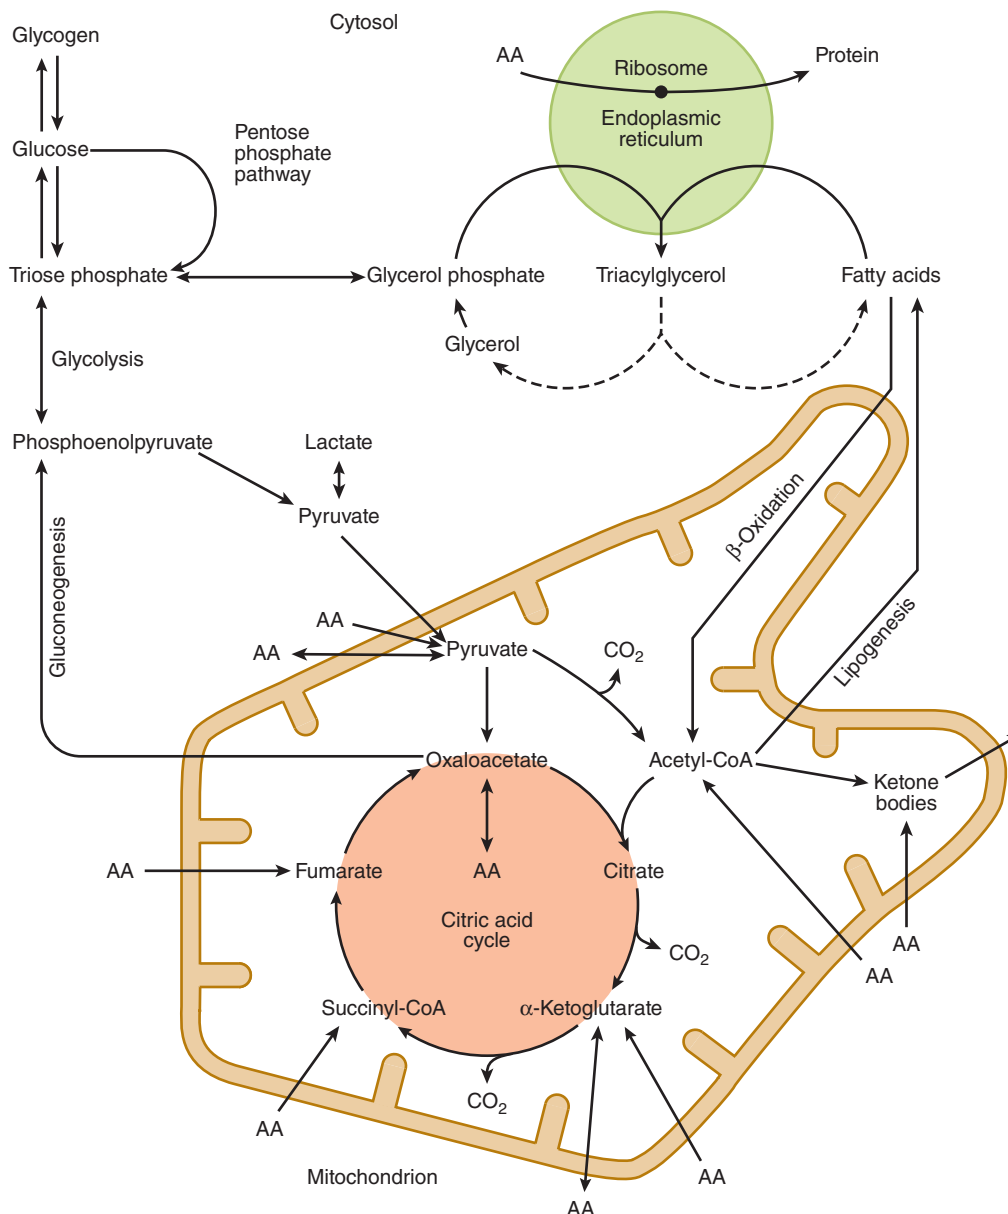 Cytosol
Glycogen
AA
Protein
Ribosome
Endoplasmic
reticulum
Glucose
Pentose
phosphate
pathway
Triose phosphate
Glycerol phosphate
Triacylglycerol
Fatty acids
Glycerol
Glycolysis
Phosphoenolpyruvate
Lactate
Pyruvate
β-Oxidation
Lipogenesis
Gluconeogenesis
AA
AA
Pyruvate
CO2
Oxaloacetate
Acetyl-CoA
Ketone
bodies
AA
Fumarate
AA
Citrate
Citric acid
cycle
CO2
AA
AA
Succinyl-CoA
α-Ketoglutarate
CO2
AA
Mitochondrion
AA
AA